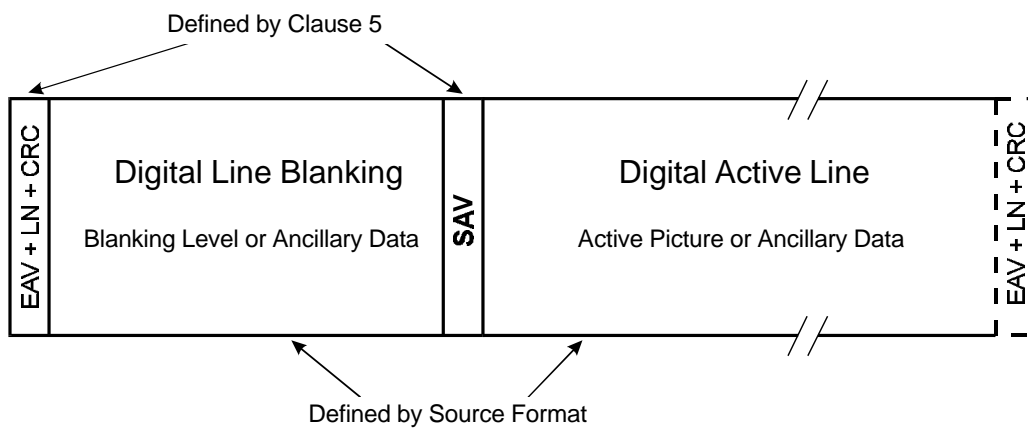 Defined by Clause 5
EAV + LN + CRC
Digital Line Blanking
Blanking Level or Ancillary Data
SAV
Digital Active Line
Active Picture or Ancillary Data
EAV + LN + CRC
Defined by Source Format